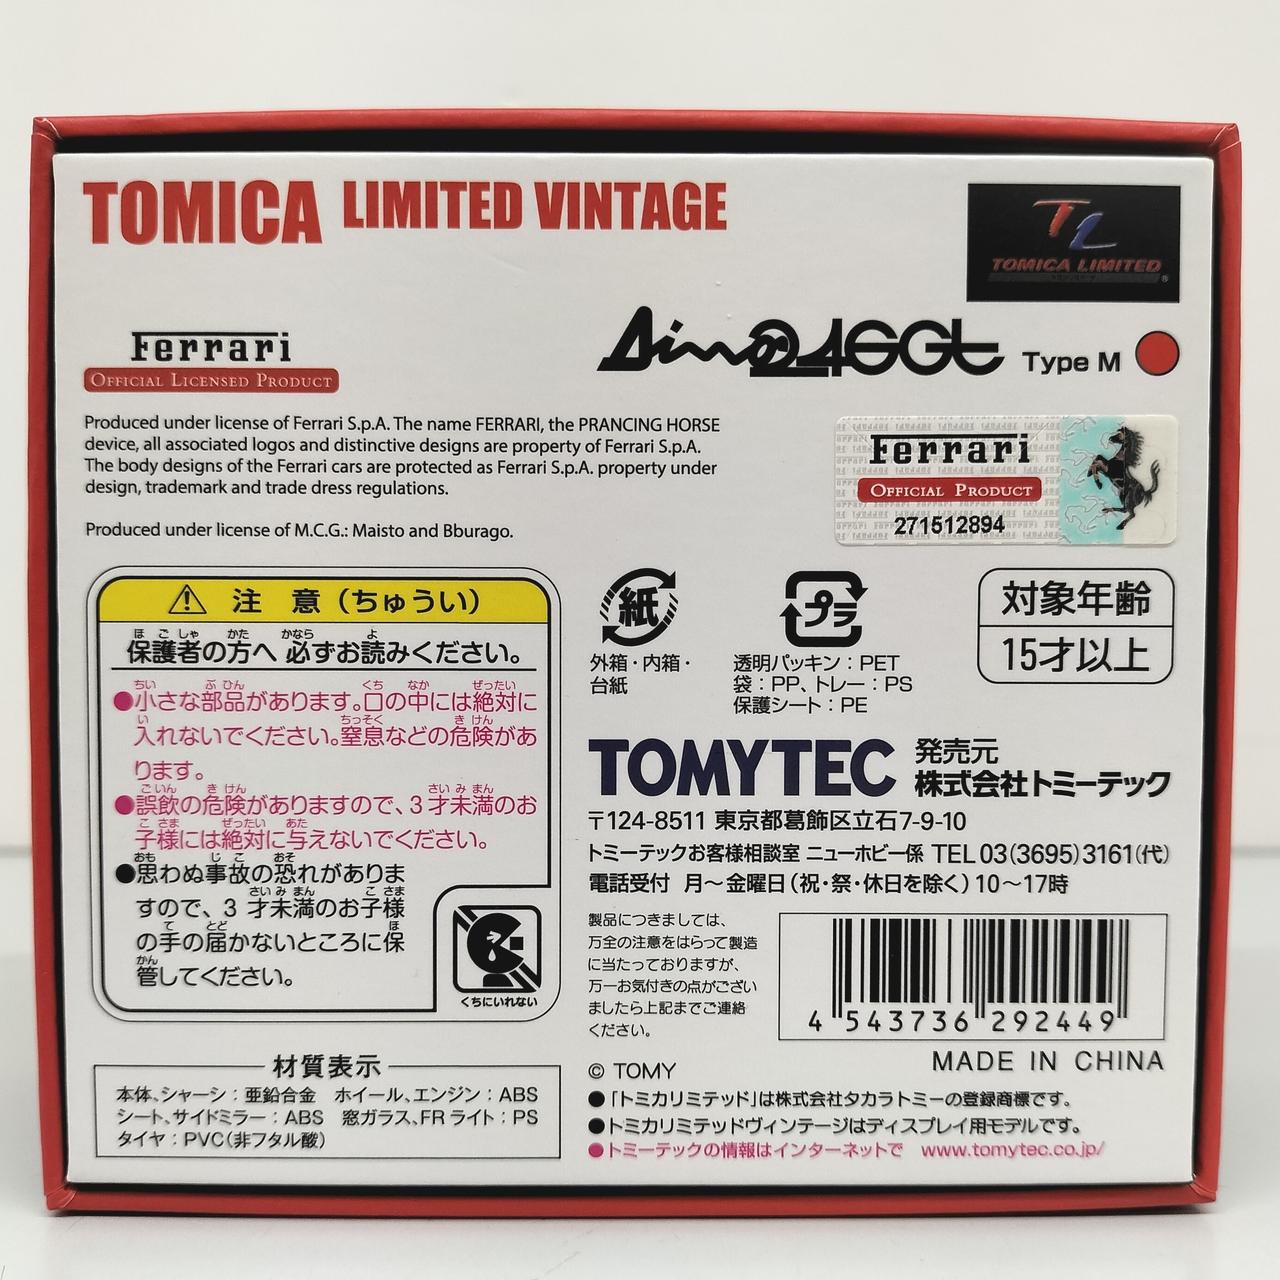 TOMICA LIMITED VINTAGE
TL
TOMICA LIMITED
Ferrari
OFFICIAL LICENSED PRODUCT
Dino 246GT Type M
Produced under license of Ferrari S.p.A. The name FERRARI, the PRANCING HORSE
device, all associated logos and distinctive designs are property of Ferrari S.p.A.
The body designs of the Ferrari cars are protected as Ferrari S.p.A. property under
design, trademark and trade dress regulations.
Produced under license of M.C.G.: Maisto and Bburago.
Ferrari
OFFICIAL PRODUCT
271512894
注 意(ちゅうい)
保護者の方へ 必ずお読みください。
●小さな部品があります。口の中には絶対に
入れないでください。窒息などの危険があ
ります。
●誤飲の危険がありますので、3才未満のお
子様には絶対に与えないでください。
●思わぬ事故の恐れがありま
すので、3才未満のお子様
の手の届かないところに保
管してください。
くちにいれない
紙
外箱・内箱・
台紙
プラ
透明パッキン:PET
袋:PP、トレー:PS
保護シート:PE
対象年齢
15才以上
TOMYTEC 発売元
株式会社トミーテック
〒124-8511 東京都葛飾区立石7-9-10
トミーテックお客様相談室 ニューホビー係 TEL 03(3695)3161(代)
電話受付 月〜金曜日(祝・祭・休日を除く)10〜17時
製品につきましては、
万全の注意をはらって製造
に当たっておりますが、
万一お気付きの点がござい
ましたら上記までご連絡
ください。
4 543736 292449
MADE IN CHINA
材質表示
本体、シャーシ:亜鉛合金 ホイール、エンジン:ABS
シート、サイドミラー:ABS 窓ガラス、FRライト:PS
タイヤ:PVC(非フタル酸)
© TOMY
●「トミカリミテッド」は株式会社タカラトミーの登録商標です。
●トミカリミテッドヴィンテージはディスプレイ用モデルです。
●トミーテックの情報はインターネットで www.tomytec.co.jp/